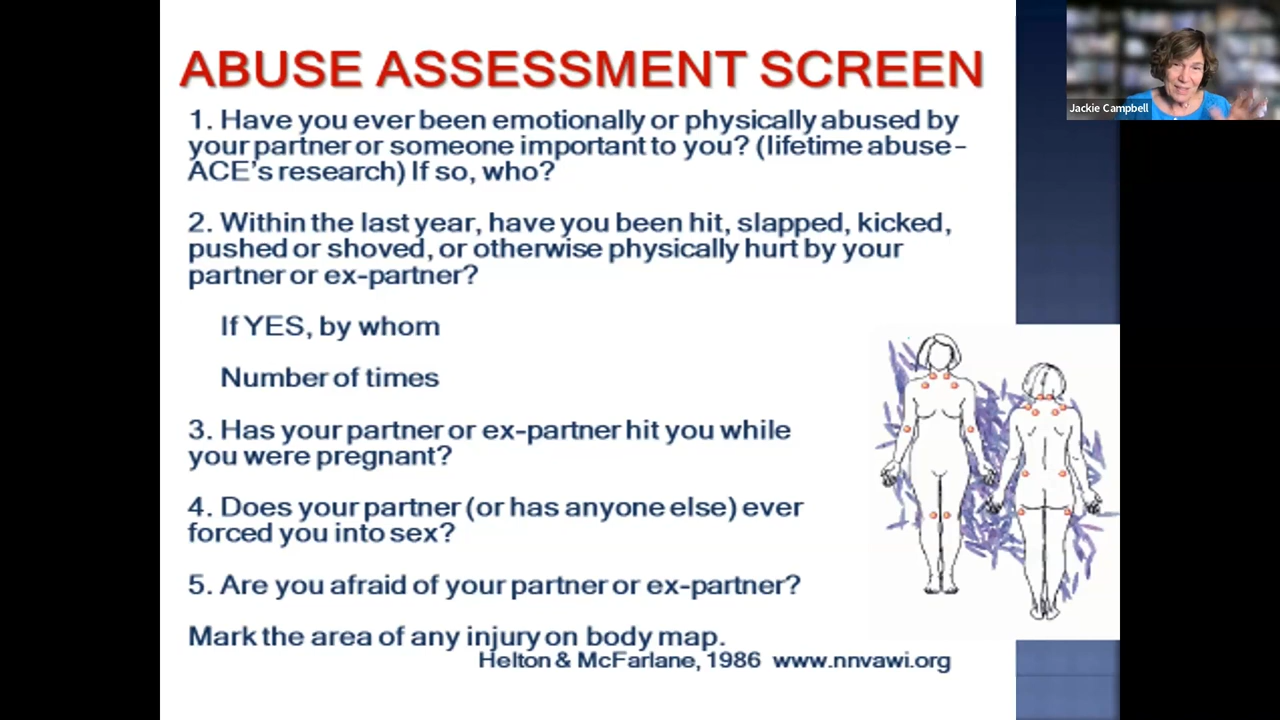 ABUSE ASSESSMENT SCREEN
Jackie Campbell
1. Have you ever been emotionally or physically abused by
your partner or someone important to you? (lifetime abuse –
ACE's research) If so, who?
2. Within the last year, have you been hit, slapped, kicked,
pushed or shoved, or otherwise physically hurt by your
partner or ex-partner?
If YES, by whom
Number of times
3. Has your partner or ex-partner hit you while
you were pregnant?
4. Does your partner (or has anyone else) ever
forced you into sex?
5. Are you afraid of your partner or ex-partner?
Mark the area of any injury on body map.
Helton & McFarlane, 1986 www.nnvawi.org